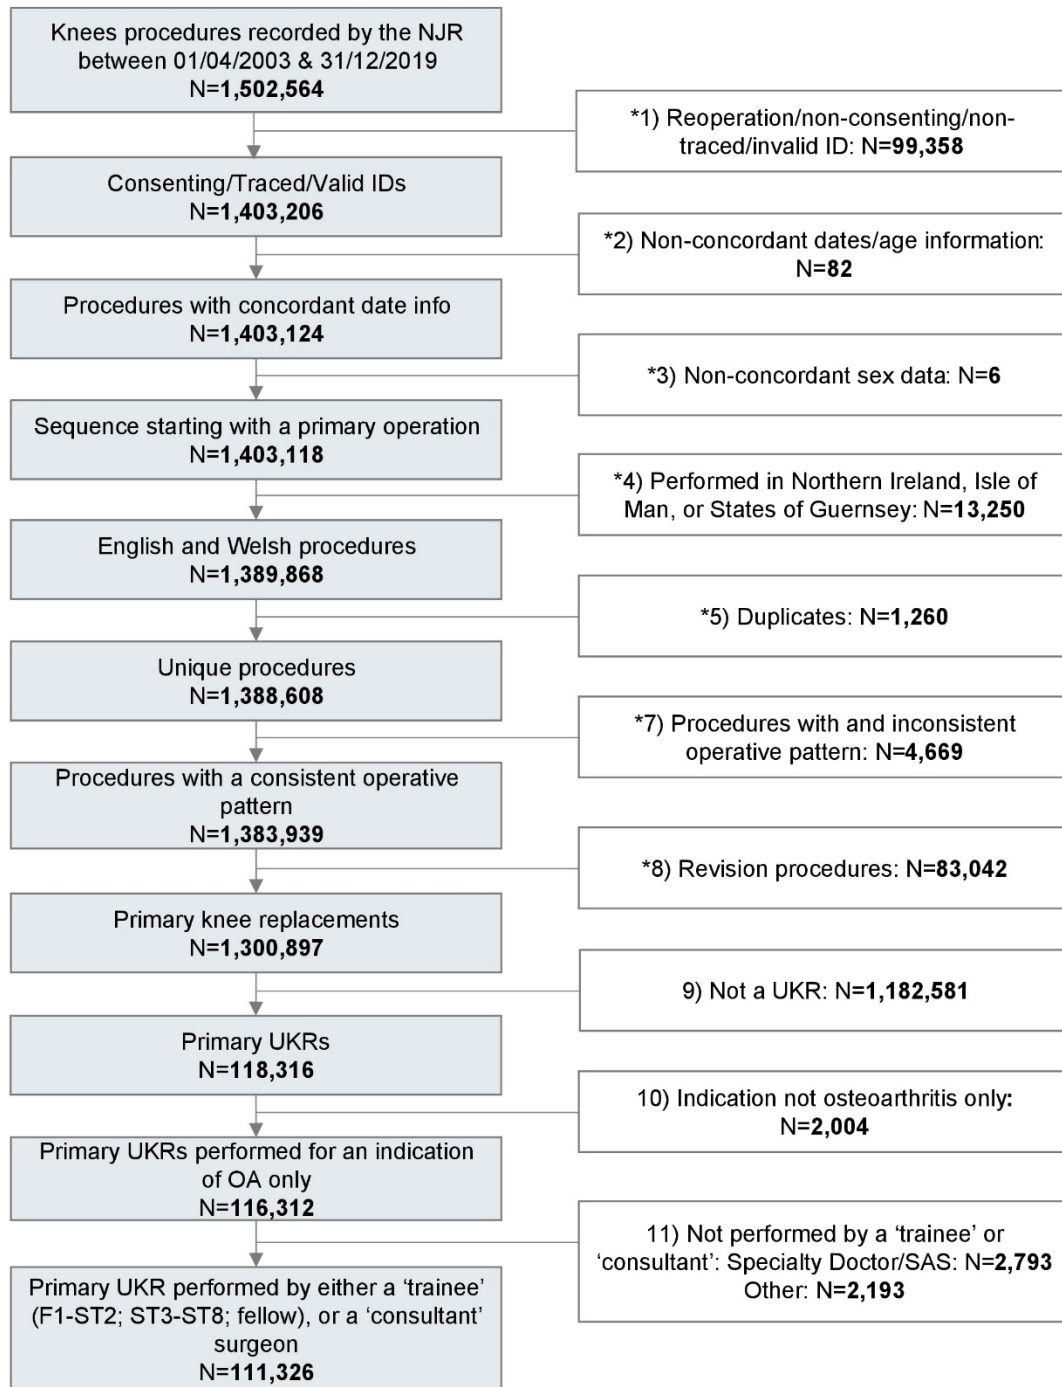 Knees procedures recorded by the NJR
between 01/04/2003 & 31/12/2019
N=1,502,564
*1) Reoperation/non-consenting/non-
traced/invalid ID: N=99,358
Consenting/Traced/Valid IDs
N=1,403,206
*2) Non-concordant dates/age information:
N=82
Procedures with concordant date info
N=1,403,124
*3) Non-concordant sex data: N=6
Sequence starting with a primary operation
N=1,403,118
*4) Performed in Northern Ireland, Isle of
Man, or States of Guernsey: N=13,250
English and Welsh procedures
N=1,389,868
*5) Duplicates: N=1,260
Unique procedures
N=1,388,608
*7) Procedures with and inconsistent
operative pattern: N=4,669
Procedures with a consistent operative
pattern
N=1,383,939
*8) Revision procedures: N=83,042
Primary knee replacements
N=1,300,897
9) Not a UKR: N=1,182,581
Primary UKRs
N=118,316
10) Indication not osteoarthritis only:
N=2,004
Primary UKRs performed for an indication
of OA only
N=116,312
11) Not performed by a ‘trainee’ or
‘consultant’: Specialty Doctor/SAS: N=2,793
Other: N=2,193
Primary UKR performed by either a ‘trainee’
(F1-ST2; ST3-ST8; fellow), or a ‘consultant’
surgeon
N=111,326